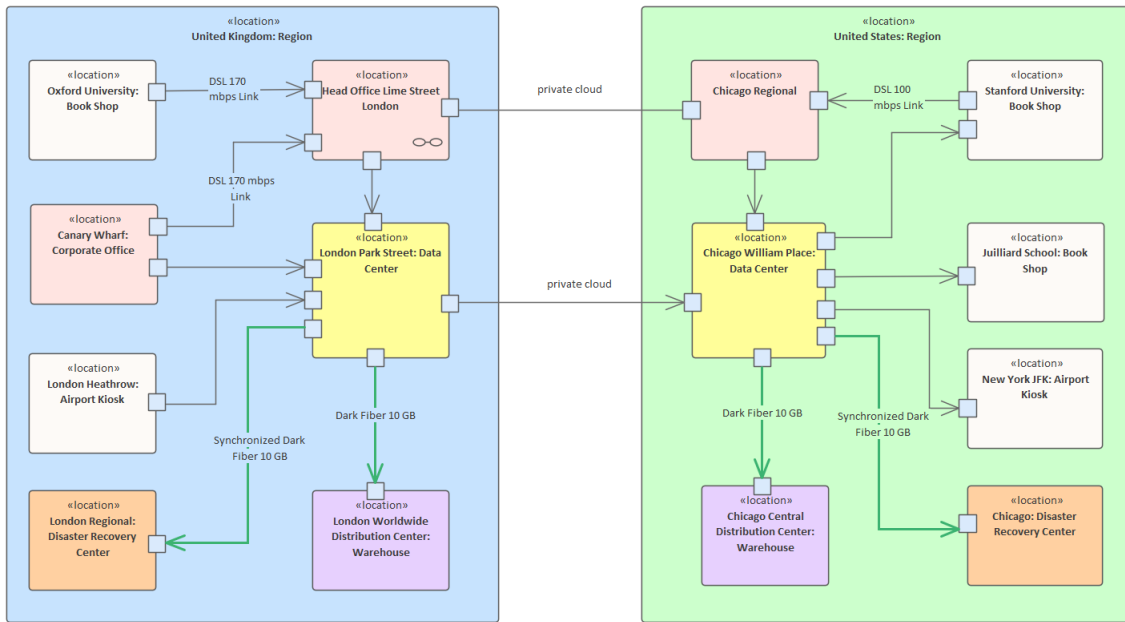 «location»
United Kingdom: Region
«location»
Oxford University:
Book Shop
DSL 170
mbps Link
«location»
Head Office Lime Street
London
«location»
Canary Wharf:
Corporate Office
DSL 170 mbps
Link
«location»
London Park Street: Data
Center
«location»
London Heathrow:
Airport Kiosk
Synchronized Dark
Fiber 10 GB
Dark Fiber 10 GB
«location»
London Regional:
Disaster Recovery
Center
«location»
London Worldwide
Distribution Center:
Warehouse
private cloud
private cloud
«location»
United States: Region
«location»
Chicago Regional
DSL 100
mbps Link
«location»
Stanford University:
Book Shop
«location»
Chicago William Place:
Data Center
«location»
Juilliard School: Book
Shop
«location»
New York JFK: Airport
Kiosk
Dark Fiber 10 GB
Synchronized Dark
Fiber 10 GB
«location»
Chicago Central
Distribution Center:
Warehouse
«location»
Chicago: Disaster
Recovery Center